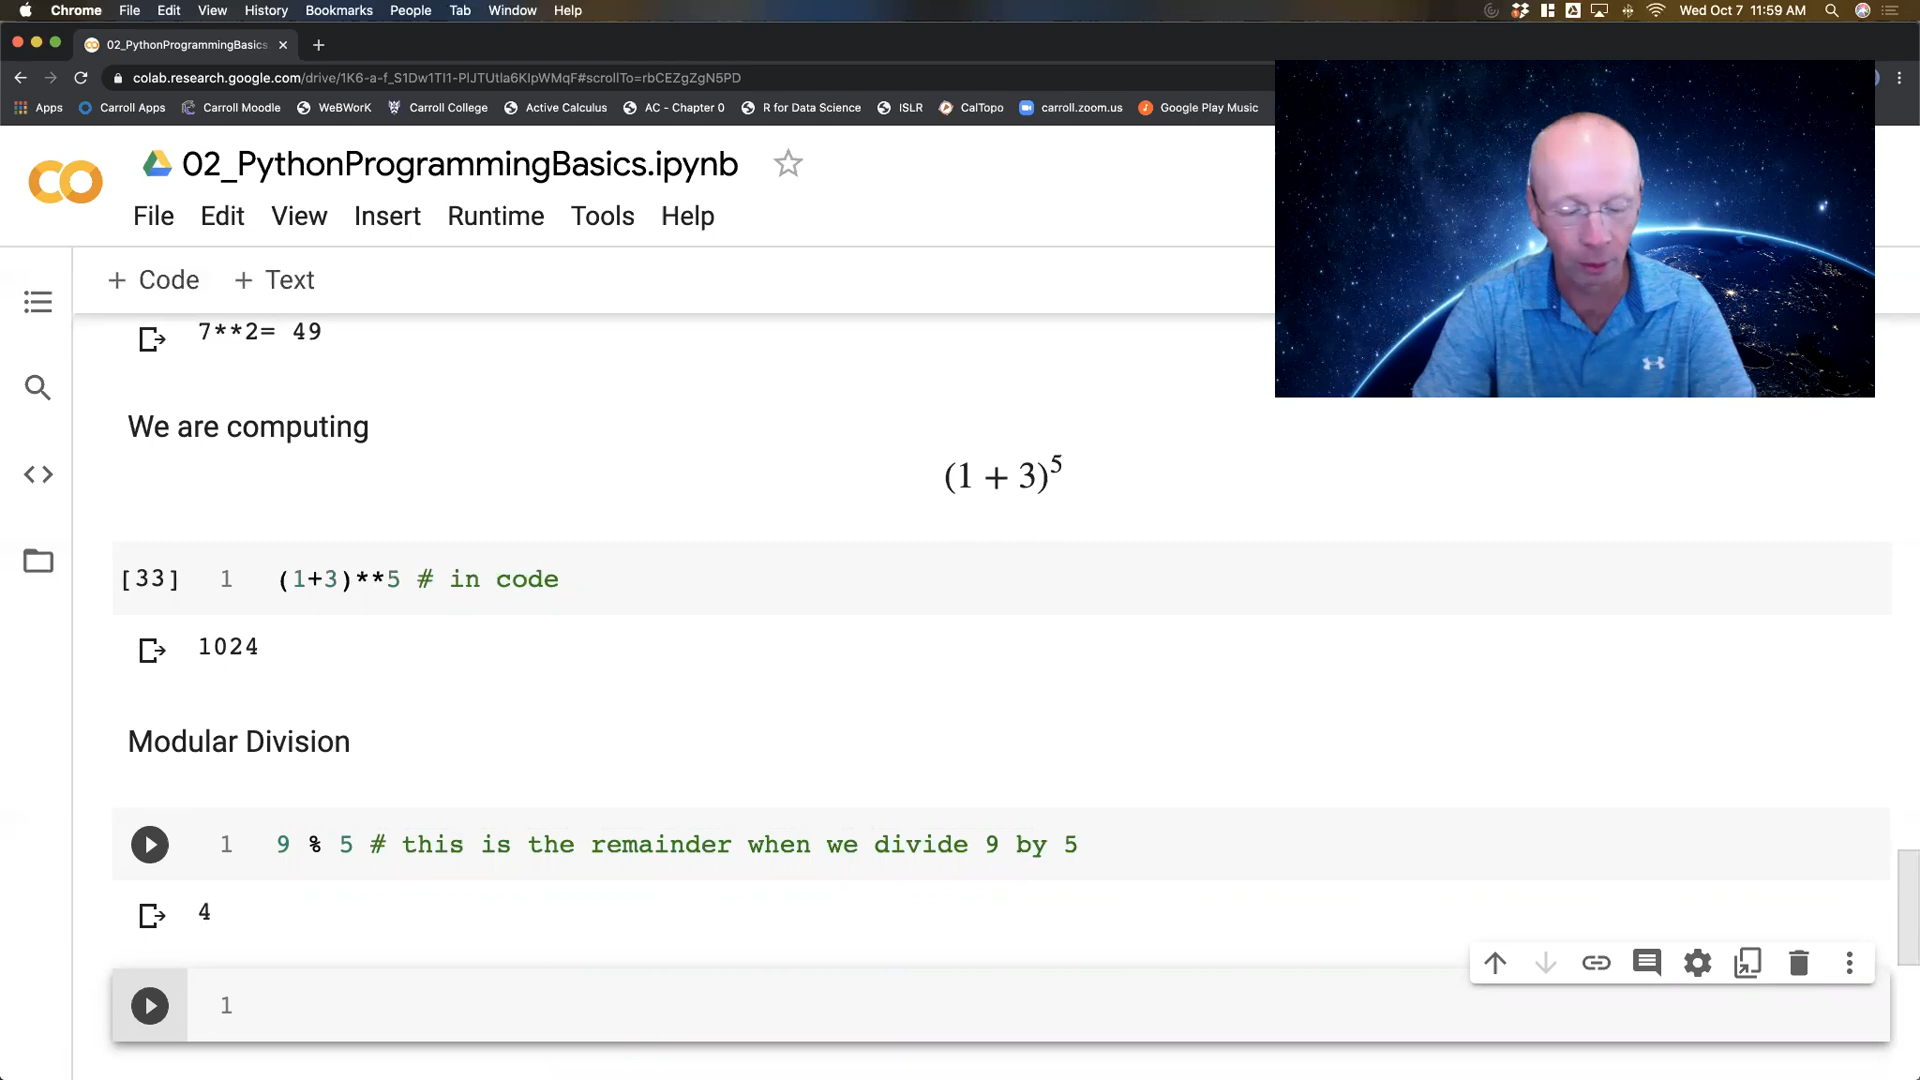 Chrome File Edit View History Bookmarks People Tab Window Help Wed Oct 7 11:59 AM
02_PythonProgrammingBasics
colab.research.google.com/drive/1K6-a-f_S1Dw1TI1-PIJTUtla6KIpWMqF#scrollTo=rbCEZgZgN5PD
Apps Carroll Apps Carroll Moodle WeBWorK Carroll College Active Calculus AC - Chapter 0 R for Data Science ISLR CalTopo carroll.zoom.us Google Play Music
02_PythonProgrammingBasics.ipynb
File Edit View Insert Runtime Tools Help
+ Code + Text
7**2= 49
We are computing
(1 + 3)^5
[33] 1 (1+3)**5 # in code
1024
Modular Division
1 9 % 5 # this is the remainder when we divide 9 by 5
4
1